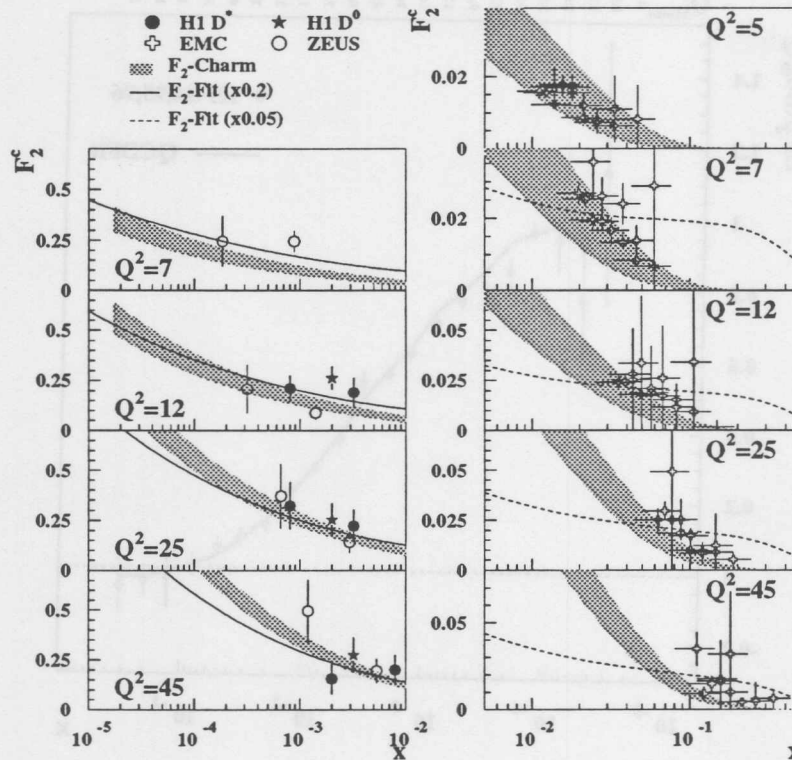 H1 D* H1 D⁰
EMC ZEUS
F₂-Charm
F₂-Fit (x0.2)
F₂-Fit (x0.05)
F₂ᶜ
0.5
0.25
0
Q²=7
0.5
0.25
0
Q²=12
0.5
0.25
0
Q²=25
0.5
0.25
0
Q²=45
10⁻⁵ 10⁻⁴ 10⁻³ 10⁻²
X
F₂ᶜ
Q²=5
0.02
0
Q²=7
0.02
0
Q²=12
0.05
0.025
0
Q²=25
0.05
0.025
0
Q²=45
0.05
0
10⁻² 10⁻¹
X